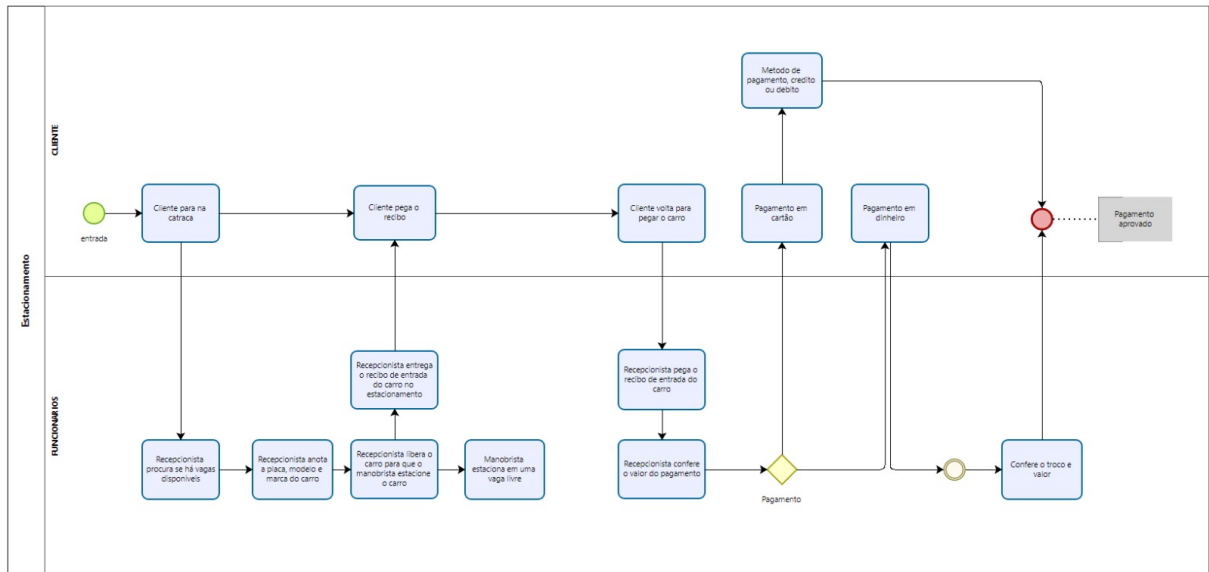 Estacionamento
CLIENTE
Metodo de
pagamento, credito
ou debito
entrada
Cliente para na
catraca
Cliente pega o
recibo
Cliente volta para
pegar o carro
Pagamento em
cartão
Pagamento em
dinheiro
Pagamento
aprovado
FUNCIONARIOS
Recepcionista entrega
o recibo de entrada
do carro no
estacionamento
Recepcionista pega o
recibo de entrada do
carro
Recepcionista
procura se há vagas
disponíveis
Recepcionista anota
a placa, modelo e
marca do carro
Recepcionista libera o
carro para que o
manobrista estacione
o carro
Manobrista
estaciona em uma
vaga livre
Recepcionista confere
o valor do pagamento
Pagamento
Confere o troco e
valor